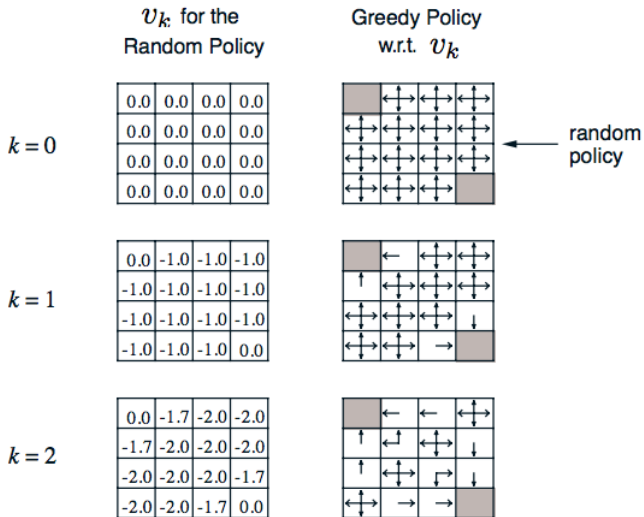 v_k for the Random Policy
Greedy Policy w.r.t. v_k
k = 0
0.0 0.0 0.0 0.0
0.0 0.0 0.0 0.0
0.0 0.0 0.0 0.0
0.0 0.0 0.0 0.0
random policy
k = 1
0.0 -1.0 -1.0 -1.0
-1.0 -1.0 -1.0 -1.0
-1.0 -1.0 -1.0 -1.0
-1.0 -1.0 -1.0 0.0
k = 2
0.0 -1.7 -2.0 -2.0
-1.7 -2.0 -2.0 -2.0
-2.0 -2.0 -2.0 -1.7
-2.0 -2.0 -1.7 0.0